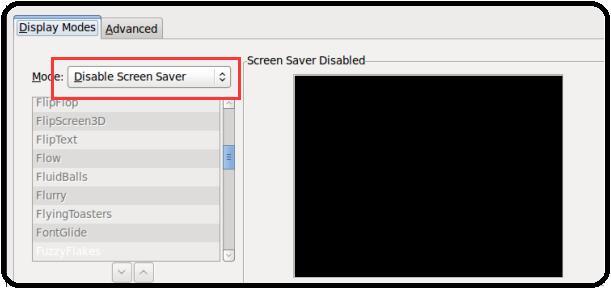 Display Modes
Advanced
Mode: Disable Screen Saver
FlipFlop
FlipScreen3D
FlipText
Flow
FluidBalls
Flurry
FlyingToasters
FontGlide
FuzzyFlakes
Screen Saver Disabled